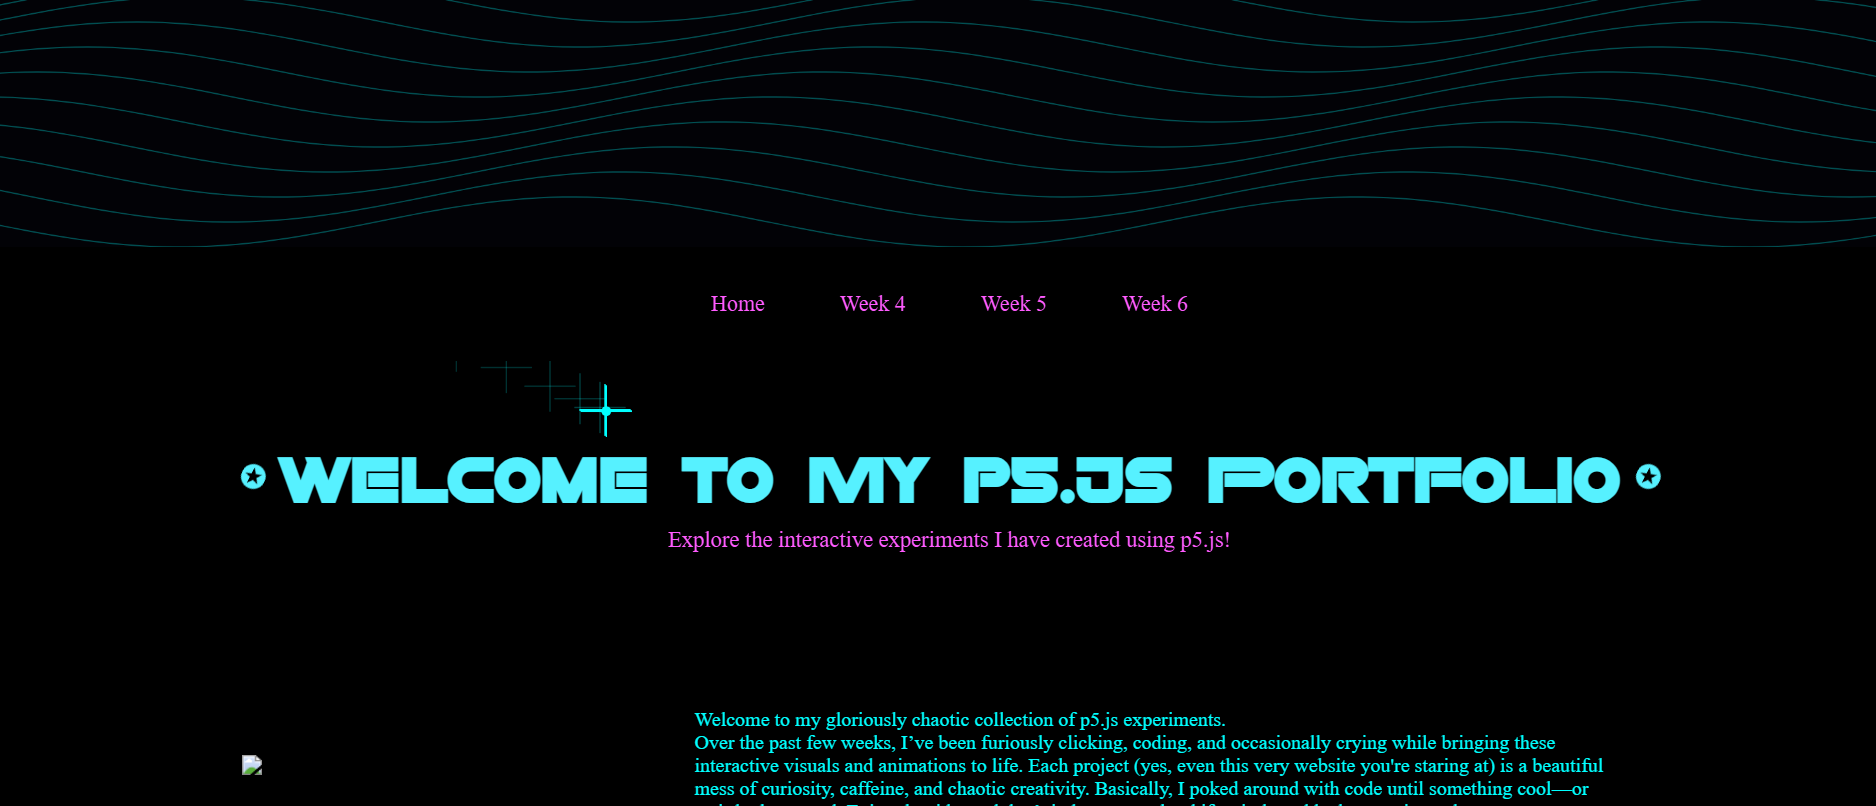 Home Week 4 Week 5 Week 6
✪ WELCOME TO MY P5.JS PORTFOLIO ✪
Explore the interactive experiments I have created using p5.js!
Welcome to my gloriously chaotic collection of p5.js experiments.
Over the past few weeks, I’ve been furiously clicking, coding, and occasionally crying while bringing these
interactive visuals and animations to life. Each project (yes, even this very website you're staring at) is a beautiful
mess of curiosity, caffeine, and chaotic creativity. Basically, I poked around with code until something cool—or